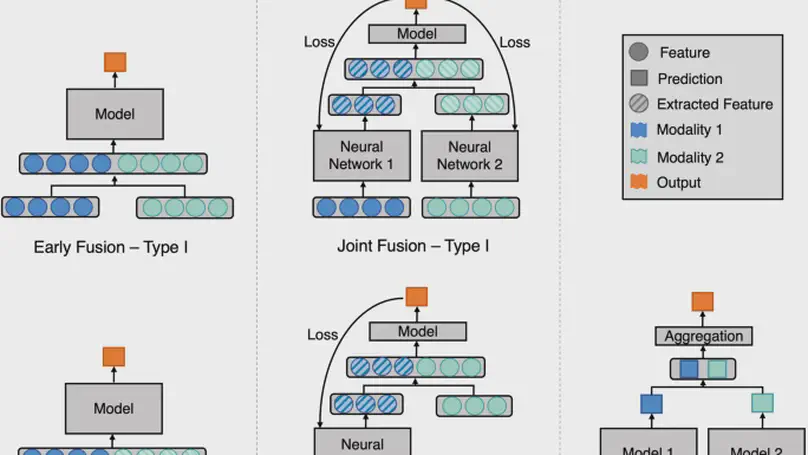 Loss
Model
Loss
Model
Neural
Network 1
Neural
Network 2
Early Fusion – Type I
Joint Fusion – Type I
Feature
Prediction
Extracted Feature
Modality 1
Modality 2
Output
Loss
Model
Model
Neural
Aggregation
Model 1
Model 2